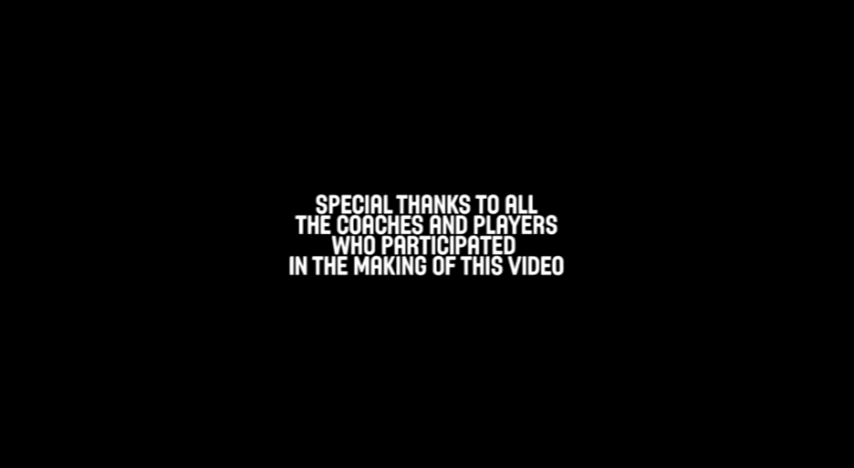 SPECIAL THANKS TO ALL
THE COACHES AND PLAYERS
WHO PARTICIPATED
IN THE MAKING OF THIS VIDEO